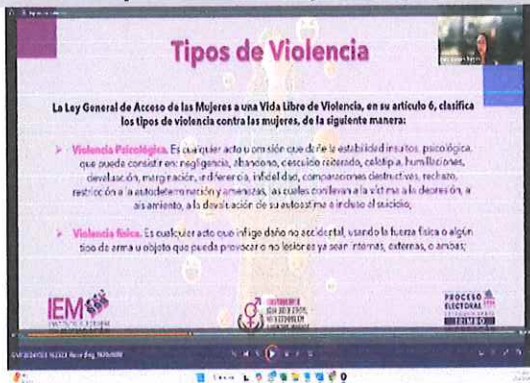 Tipos de Violencia
La Ley General de Acceso de las Mujeres a una Vida Libre de Violencia, en su artículo 6, clasifica
los tipos de violencia contra las mujeres, de la siguiente manera:
Violencia Psicológica. Es cualquier acto u omisión que dañe la estabilidad insultos, psicológica,
que puede consistir en: negligencia, abandono, descuido reiterado, celotipia, humillaciones,
devaluación, marginación, indiferencia, infidelidad, comparaciones destructivas, rechazo,
restricción a la autodeterminación y amenazas, las cuales conllevan a la víctima a la depresión, a
aislamiento, a la devaluación de su autoestima e incluso al suicidio;
Violencia física. Es cualquier acto que inflige daño no accidental, usando la fuerza física o algún
tipo de arma u objeto que pueda provocar o no lesiones ya sean internas, externas, o ambas;
IEM
PROCESO
ELECTORAL